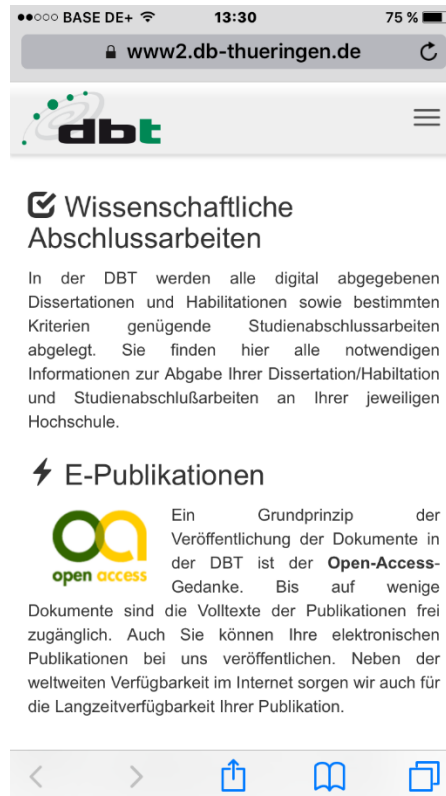 BASE DE+ 13:30 75 %
www2.db-thueringen.de
dbt
Wissenschaftliche
Abschlussarbeiten
In der DBT werden alle digital abgegebenen
Dissertationen und Habilitationen sowie bestimmten
Kriterien genügende Studienabschlussarbeiten
abgelegt. Sie finden hier alle notwendigen
Informationen zur Abgabe Ihrer Dissertation/Habiltation
und Studienabschlußarbeiten an Ihrer jeweiligen
Hochschule.
E-Publikationen
open access
Ein Grundprinzip der
Veröffentlichung der Dokumente in
der DBT ist der Open-Access-
Gedanke. Bis auf wenige
Dokumente sind die Volltexte der Publikationen frei
zugänglich. Auch Sie können Ihre elektronischen
Publikationen bei uns veröffentlichen. Neben der
weltweiten Verfügbarkeit im Internet sorgen wir auch für
die Langzeitverfügbarkeit Ihrer Publikation.